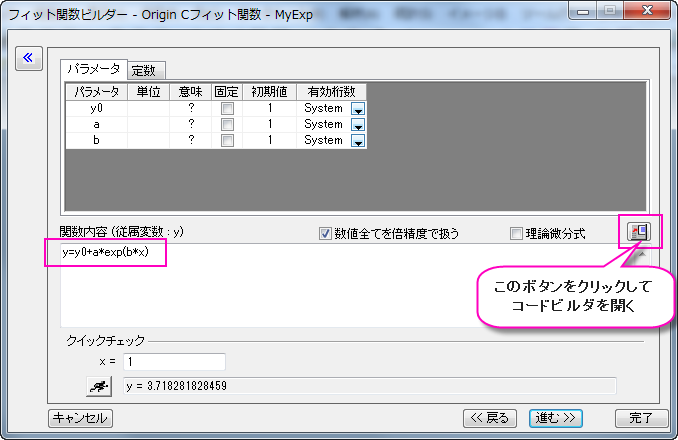 フィット関数ビルダー - Origin Cフィット関数 - MyExp
パラメータ 定数
パラメータ 単位 意味 固定 初期値 有効桁数
y0 ? 1 System
a ? 1 System
b ? 1 System
関数内容 (従属変数 : y) 数値全てを倍精度で扱う 理論微分式
y=y0+a*exp(b*x)
このボタンをクリックして
コードビルダを開く
クイックチェック
x = 1
y = 3.718281828459
キャンセル << 戻る 進む >> 完了